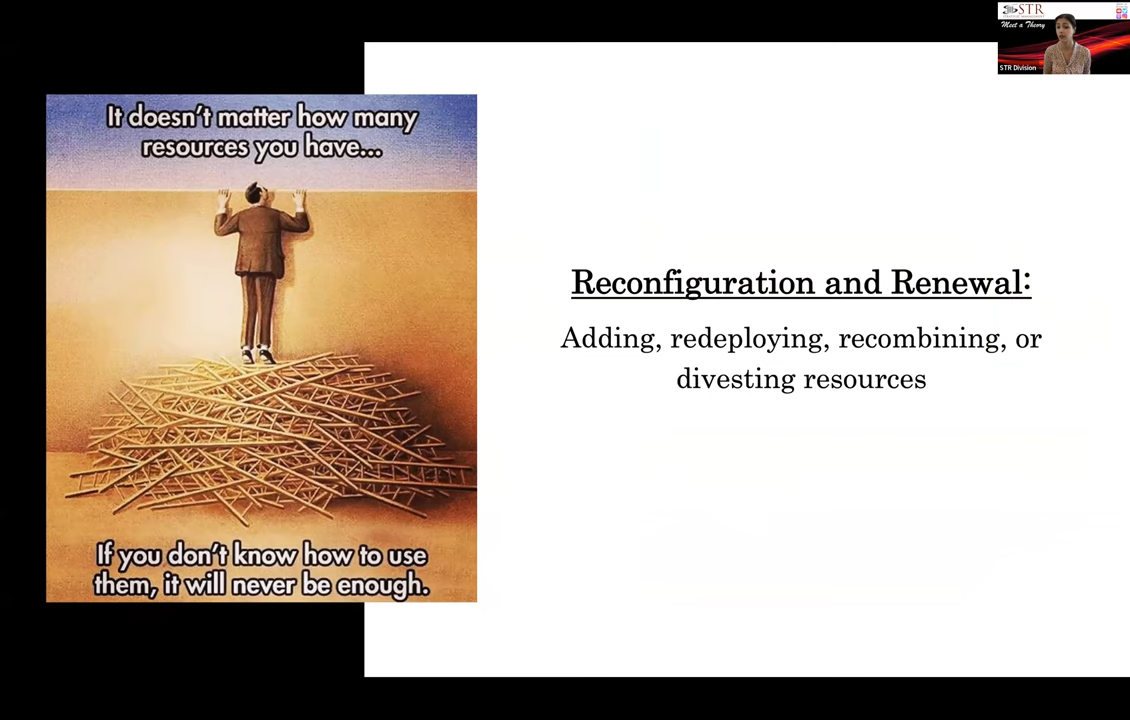 It doesn't matter how many
resources you have...
If you don't know how to use
them, it will never be enough.
Reconfiguration and Renewal:
Adding, redeploying, recombining, or
divesting resources
STR
Meet a Theory
STR Division